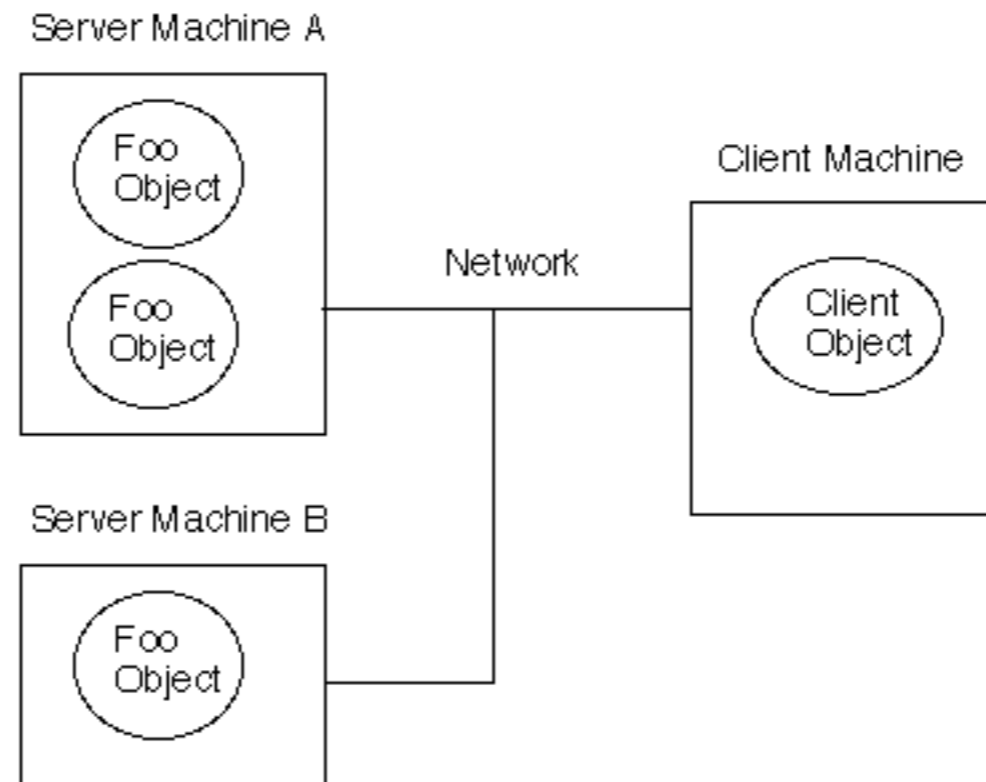 Server Machine A
Foo
Object
Foo
Object
Network
Client Machine
Client
Object
Server Machine B
Foo
Object